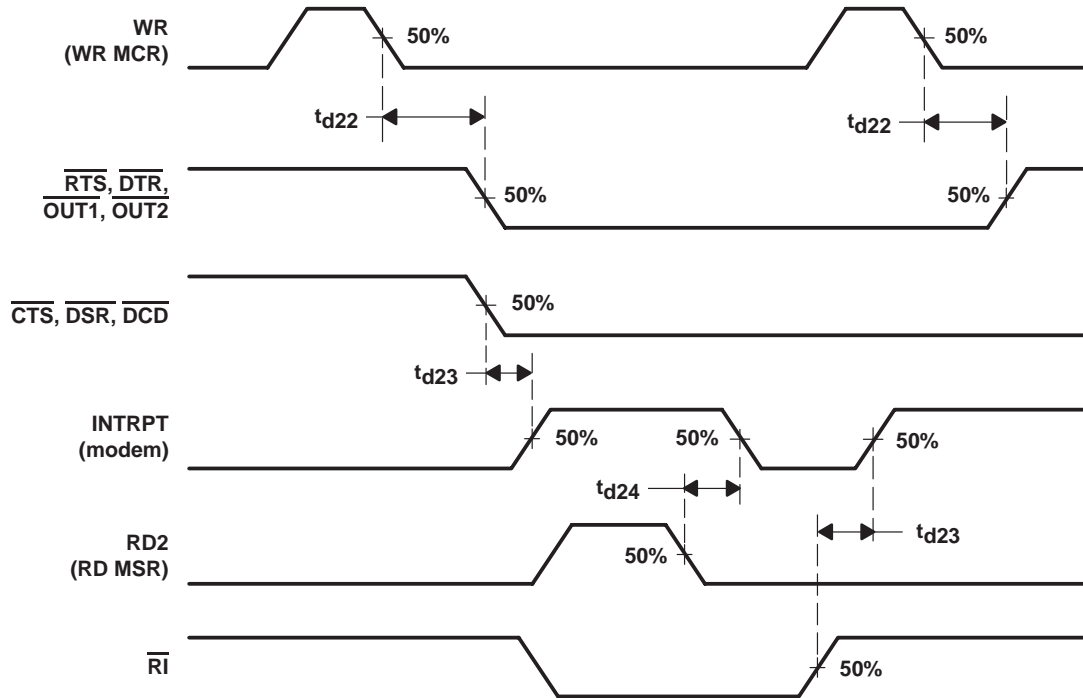 WR
(WR MCR)
50%
50%
td22
td22
RTS, DTR,
OUT1, OUT2
50%
50%
CTS, DSR, DCD
50%
td23
INTRPT
(modem)
50%
50%
50%
td24
td23
RD2
(RD MSR)
50%
RI
50%